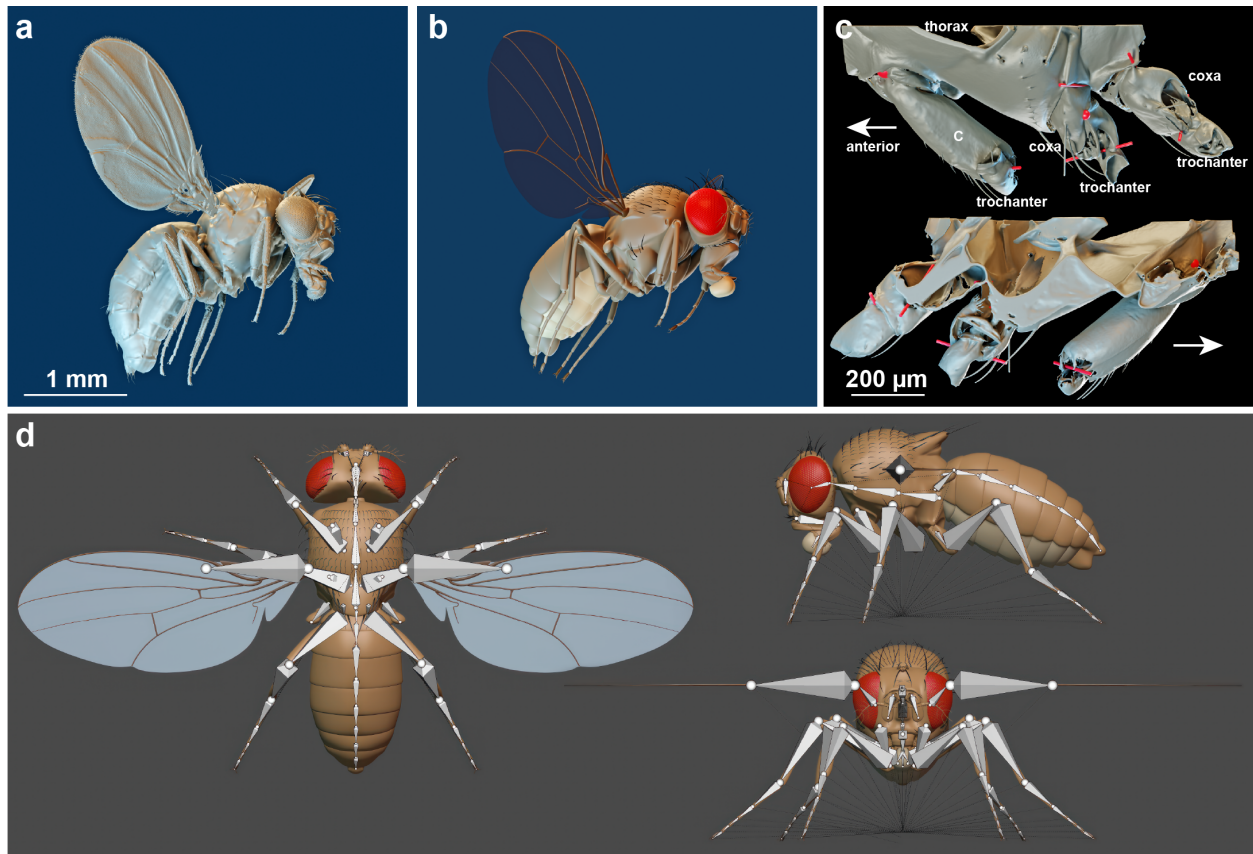 a
1 mm
b
c
thorax
coxa
anterior
C
coxa
trochanter
trochanter
trochanter
200 µm
d